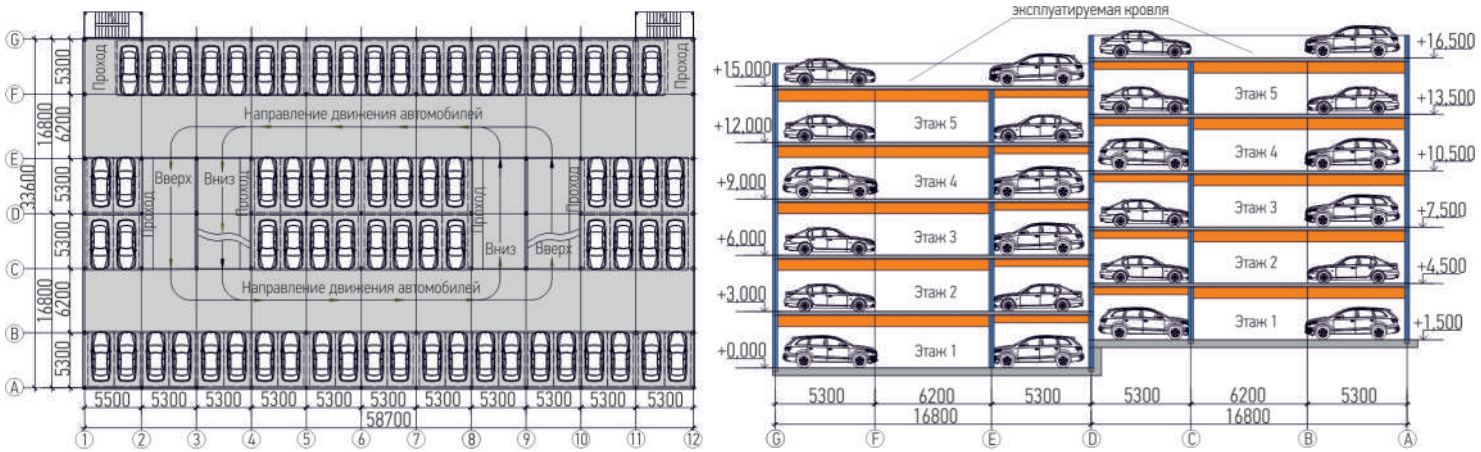 G
F
E
D
C
B
A
33600
16800
16800
5300
6200
5300
5300
6200
5300
Проход
Проход
Направление движения автомобилей
Вверх
Вниз
Проход
Проход
Проход
Проход
Вниз
Вверх
Направление движения автомобилей
5500 5300 5300 5300 5300 5300 5300 5300 5300 5300 5300
58700
1 2 3 4 5 6 7 8 9 10 11 12
эксплуатируемая кровля
+15,000
+12,000
+9,000
+6,000
+3,000
+0,000
Этаж 5
Этаж 4
Этаж 3
Этаж 2
Этаж 1
Этаж 5
Этаж 4
Этаж 3
Этаж 2
Этаж 1
+16,500
+13,500
+10,500
+7,500
+4,500
+1,500
5300 6200 5300 5300 6200 5300
16800 16800
G F E D C B A